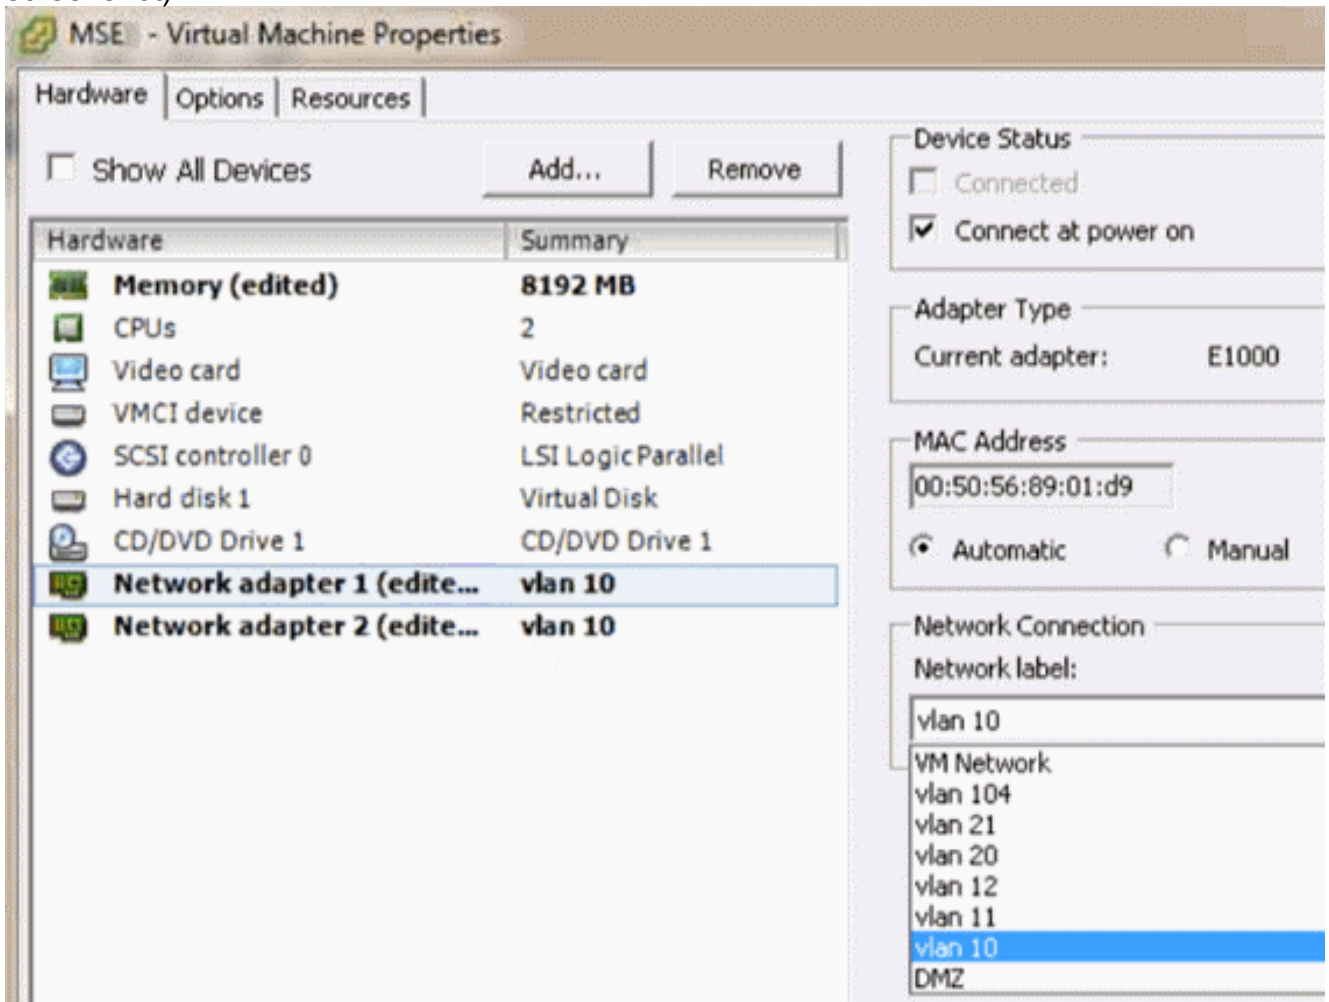 MSE - Virtual Machine Properties
Hardware Options Resources
Show All Devices Add... Remove
Hardware Summary
Memory (edited) 8192 MB
CPUs 2
Video card Video card
VMCI device Restricted
SCSI controller 0 LSI Logic Parallel
Hard disk 1 Virtual Disk
CD/DVD Drive 1 CD/DVD Drive 1
Network adapter 1 (edite... vlan 10
Network adapter 2 (edite... vlan 10
Device Status
Connected
Connect at power on
Adapter Type
Current adapter: E1000
MAC Address
00:50:56:89:01:d9
Automatic Manual
Network Connection
Network label:
vlan 10
VM Network
vlan 104
vlan 21
vlan 20
vlan 12
vlan 11
vlan 10
DMZ